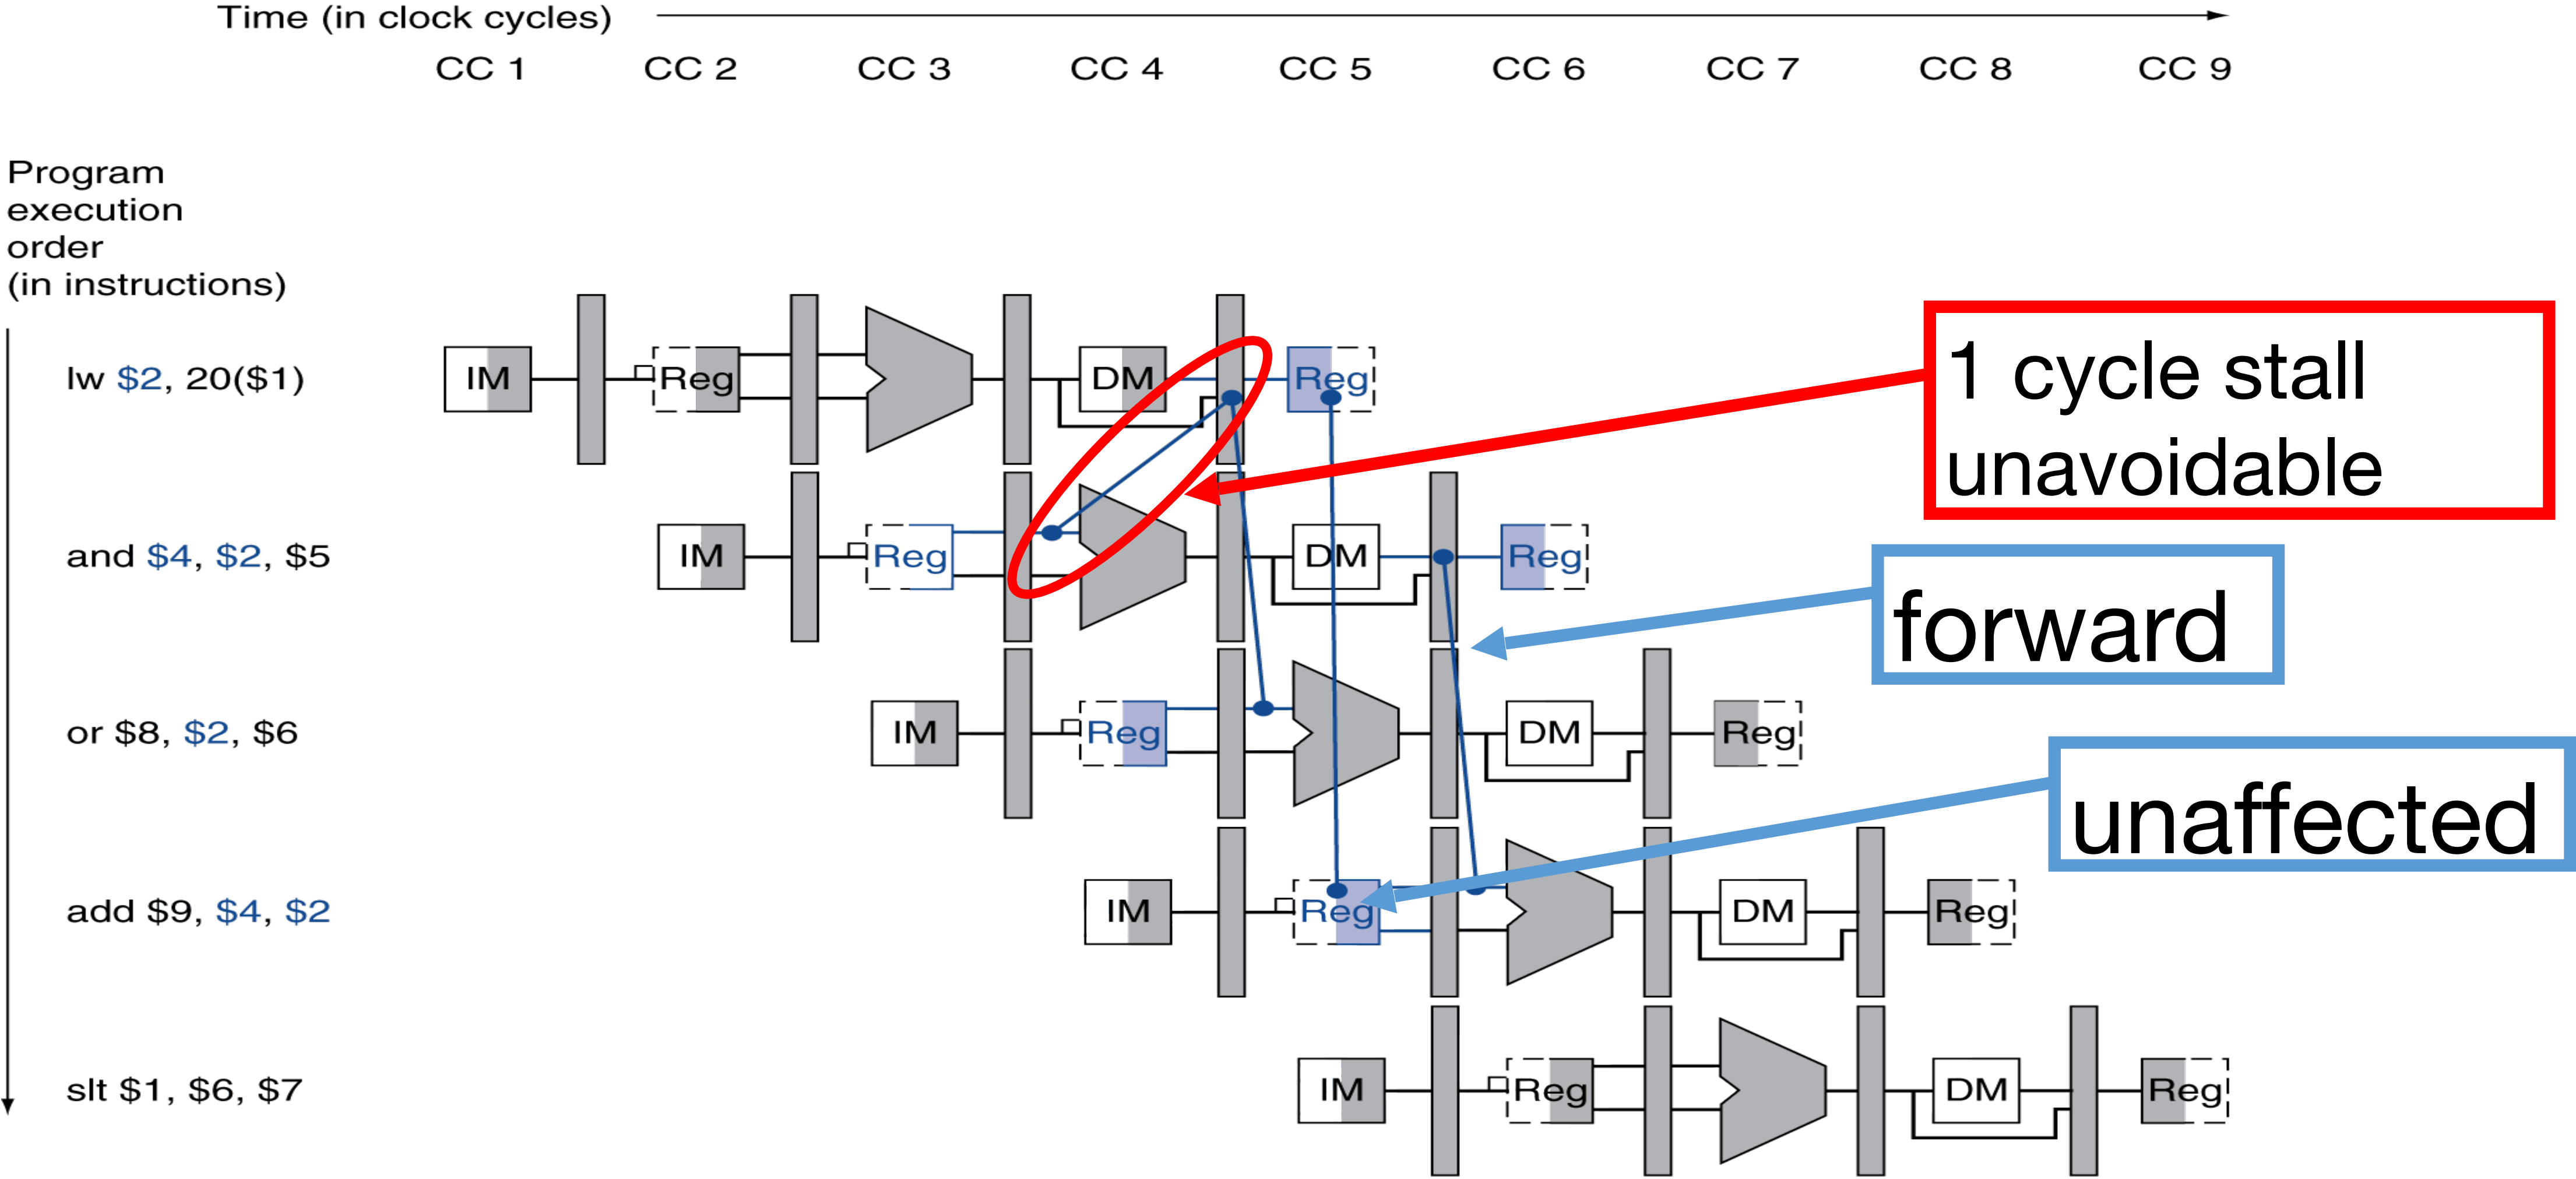 Time (in clock cycles)
CC 1 CC 2 CC 3 CC 4 CC 5 CC 6 CC 7 CC 8 CC 9
Program
execution
order
(in instructions)
lw $2, 20($1)
IM Reg DM Reg
1 cycle stall
unavoidable
and $4, $2, $5
IM Reg DM Reg
forward
or $8, $2, $6
IM Reg DM Reg
unaffected
add $9, $4, $2
IM Reg DM Reg
slt $1, $6, $7
IM Reg DM Reg